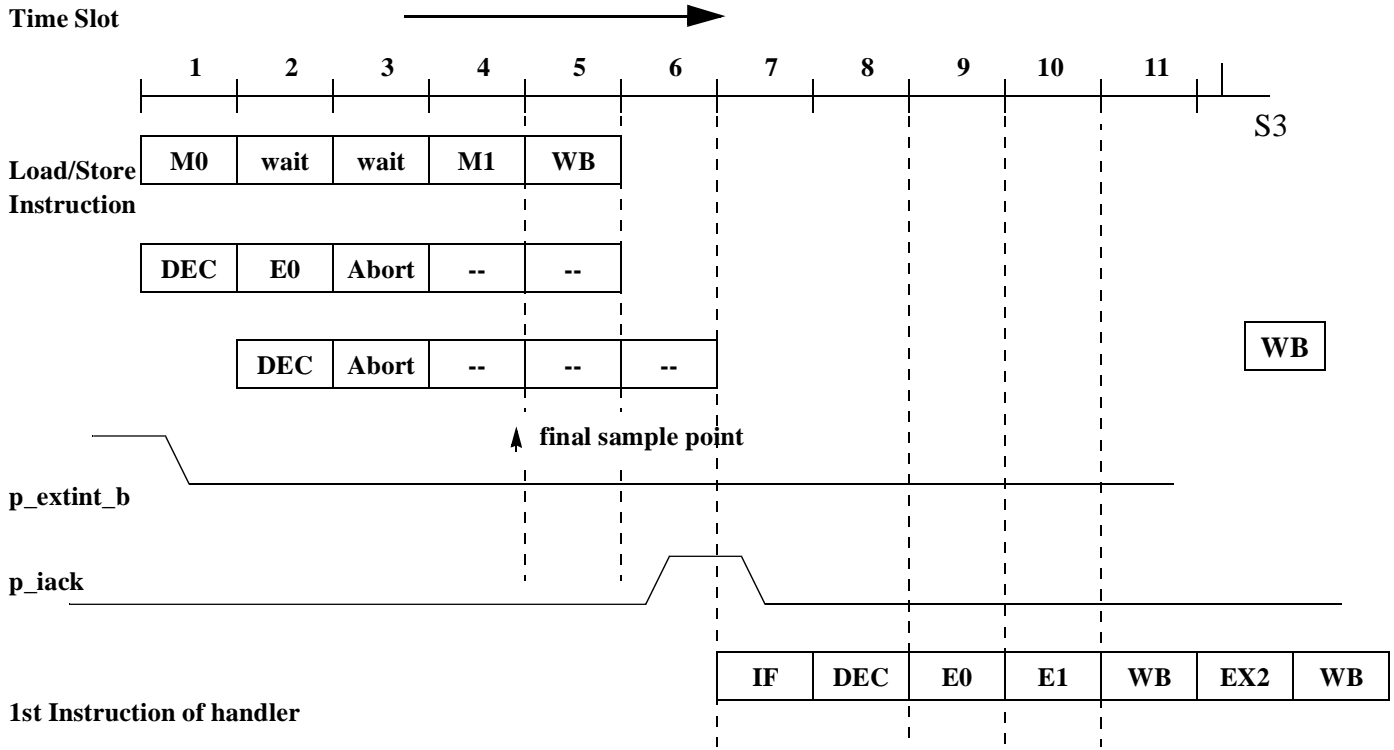 Time Slot
1 2 3 4 5 6 7 8 9 10 11
S3
Load/Store
Instruction
M0 wait wait M1 WB
DEC E0 Abort -- --
DEC Abort -- -- --
WB
final sample point
p_extint_b
p_iack
IF DEC E0 E1 WB EX2 WB
1st Instruction of handler